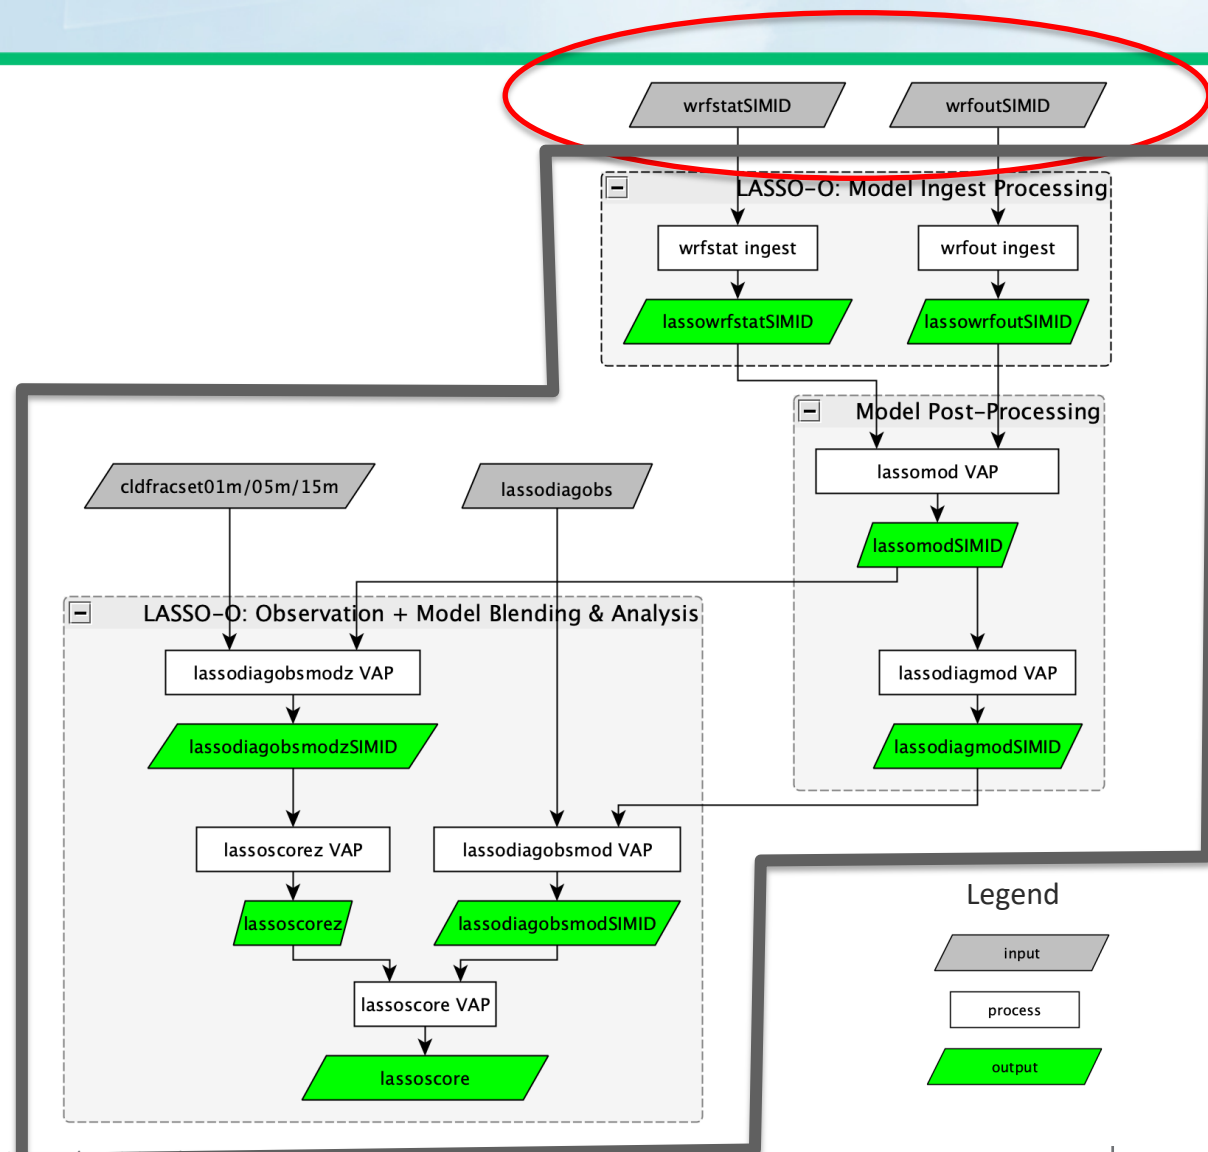 wrfstatSIMID
wrfoutSIMID
LASSO-O: Model Ingest Processing
wrfstat ingest
wrfout ingest
lassowrfstatSIMID
lassowrfoutSIMID
Model Post-Processing
lassomod VAP
cldfracset01m/05m/15m
lassodiagobs
lassomodSIMID
LASSO-O: Observation + Model Blending & Analysis
lassodiagobsmodz VAP
lassodiagmod VAP
lassodiagobsmodzSIMID
lassodiagmodSIMID
lassoscorez VAP
lassodiagobsmod VAP
lassoscorez
lassodiagobsmodSIMID
lassoscore VAP
lassoscore
Legend
input
process
output